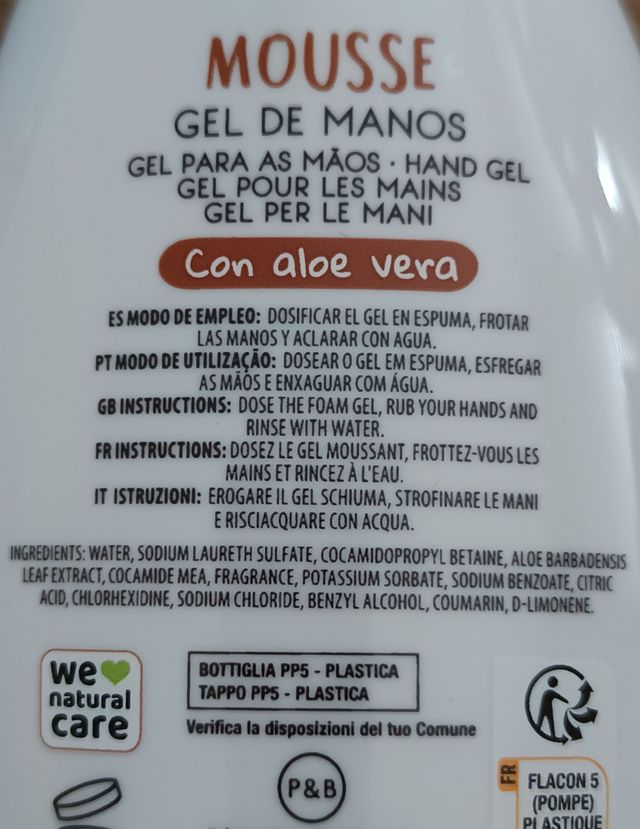 MOUSSE
GEL DE MANOS
GEL PARA AS MÃOS · HAND GEL
GEL POUR LES MAINS
GEL PER LE MANI
Con aloe vera
ES MODO DE EMPLEO: DOSIFICAR EL GEL EN ESPUMA, FROTAR
LAS MANOS Y ACLARAR CON AGUA.
PT MODO DE UTILIZAÇÃO: DOSEAR O GEL EM ESPUMA, ESFREGAR
AS MÃOS E ENXAGUAR COM ÁGUA.
GB INSTRUCTIONS: DOSE THE FOAM GEL, RUB YOUR HANDS AND
RINSE WITH WATER.
FR INSTRUCTIONS: DOSEZ LE GEL MOUSSANT, FROTTEZ-VOUS LES
MAINS ET RINCEZ À L'EAU.
IT ISTRUZIONI: EROGARE IL GEL SCHIUMA, STROFINARE LE MANI
E RISCIACQUARE CON ACQUA.
INGREDIENTS: WATER, SODIUM LAURETH SULFATE, COCAMIDOPROPYL BETAINE, ALOE BARBADENSIS
LEAF EXTRACT, COCAMIDE MEA, FRAGRANCE, POTASSIUM SORBATE, SODIUM BENZOATE, CITRIC
ACID, CHLORHEXIDINE, SODIUM CHLORIDE, BENZYL ALCOHOL, COUMARIN, D-LIMONENE.
we
natural
care
BOTTIGLIA PP5 - PLASTICA
TAPPO PP5 - PLASTICA
Verifica la disposizioni del tuo Comune
P&B
FR
FLACON 5
(POMPE)
PLASTIQUE